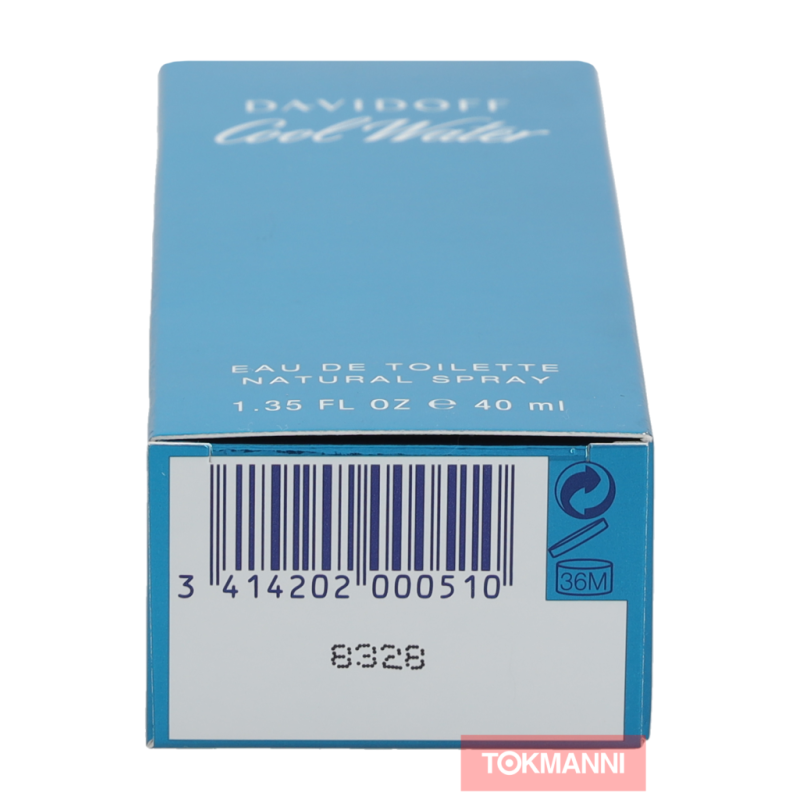 DAVIDOFF
Cool Water
EAU DE TOILETTE
NATURAL SPRAY
1.35 FL OZ ℮ 40 ml
3 414202 000510
36M
8328
TOKMANNI